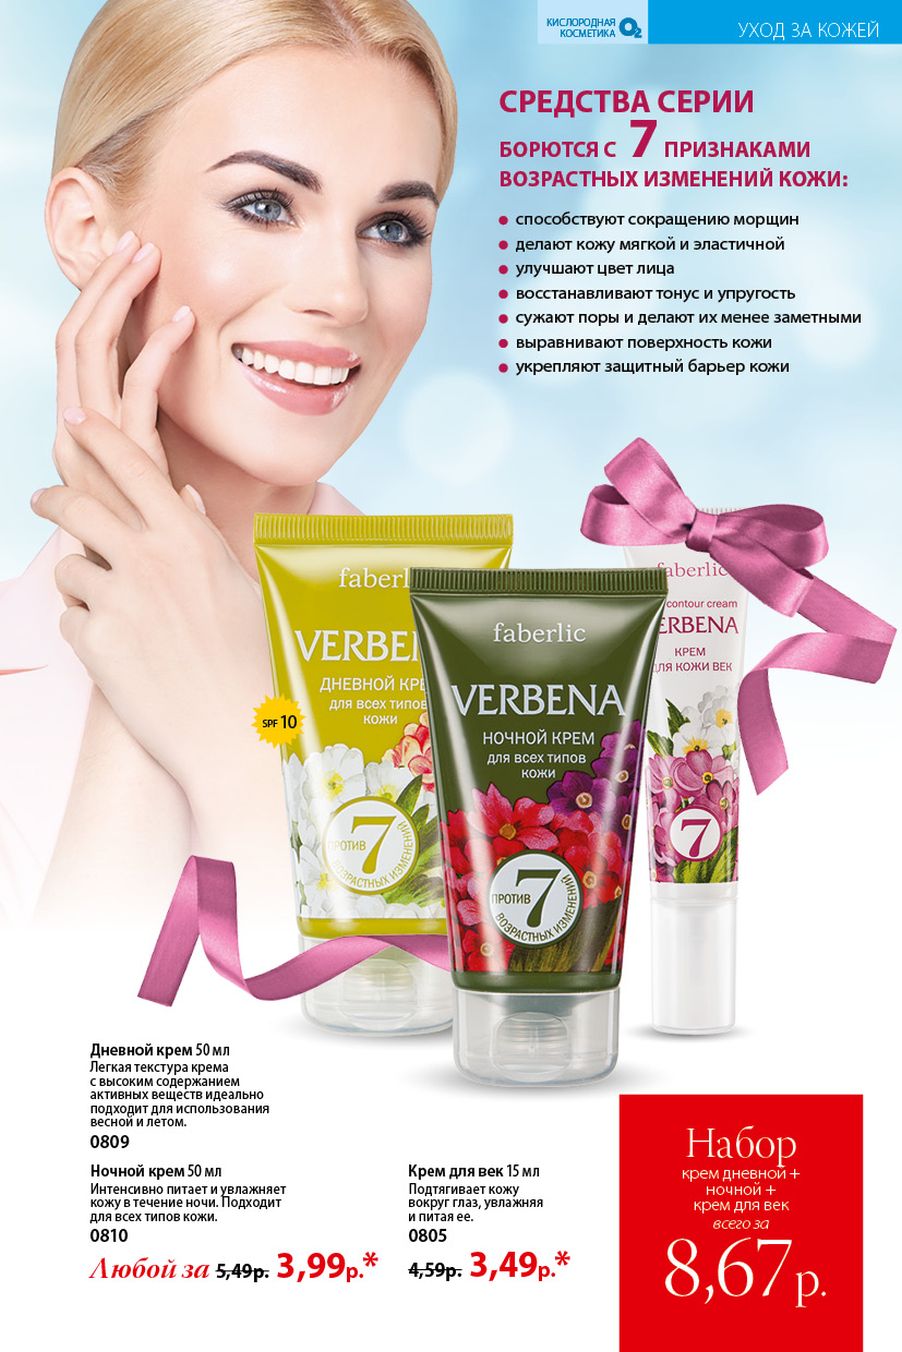 КИСЛОРОДНАЯ
КОСМЕТИКА O2
УХОД ЗА КОЖЕЙ
СРЕДСТВА СЕРИИ
БОРЮТСЯ С 7 ПРИЗНАКАМИ
ВОЗРАСТНЫХ ИЗМЕНЕНИЙ КОЖИ:
• способствуют сокращению морщин
• делают кожу мягкой и эластичной
• улучшают цвет лица
• восстанавливают тонус и упругость
• сужают поры и делают их менее заметными
• выравнивают поверхность кожи
• укрепляют защитный барьер кожи
faberl
VERBE
ДНЕВНОЙ КРЕ
для всех типов
кожи
SPF 10
ПРОТИВ 7
ВОЗРАСТНЫХ ИЗМЕНЕНИЙ
faberlic
VERBENA
НОЧНОЙ КРЕМ
для всех типов
кожи
ПРОТИВ 7
ВОЗРАСТНЫХ ИЗМЕНЕНИЙ
faberlic
contour cream
ERBENA
КРЕМ
ДЛЯ КОЖИ ВЕК
7
Дневной крем 50 мл
Легкая текстура крема
с высоким содержанием
активных веществ идеально
подходит для использования
весной и летом.
0809
Ночной крем 50 мл
Интенсивно питает и увлажняет
кожу в течение ночи. Подходит
для всех типов кожи.
0810
Любой за 5,49р. 3,99р.*
Крем для век 15 мл
Подтягивает кожу
вокруг глаз, увлажняя
и питая ее.
0805
4,59р. 3,49р.*
Набор
крем дневной +
ночной +
крем для век
всего за
8,67 р.